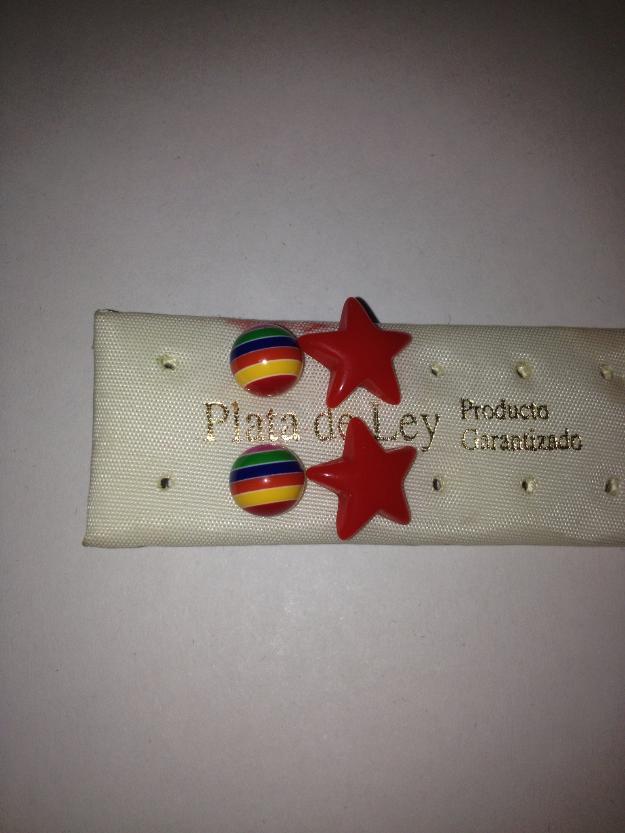 Plata de Ley
Producto
Garantizado